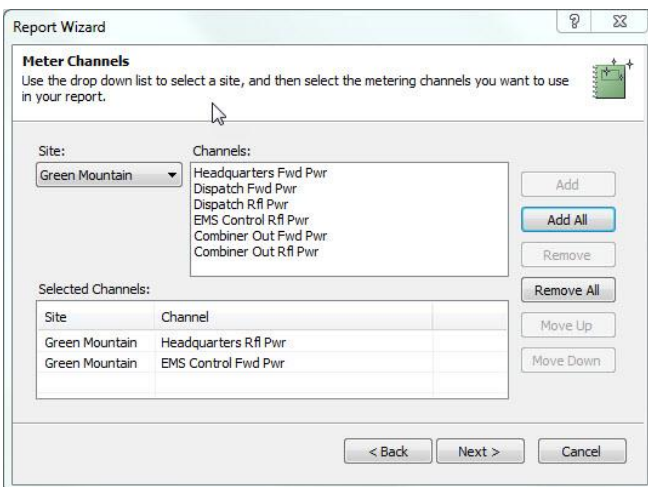 Report Wizard
Meter Channels
Use the drop down list to select a site, and then select the metering channels you want to use
in your report.
Site:
Channels:
Green Mountain
Headquarters Fwd Pwr
Dispatch Fwd Pwr
Dispatch Rfl Pwr
EMS Control Rfl Pwr
Combiner Out Fwd Pwr
Combiner Out Rfl Pwr
Add
Add All
Remove
Remove All
Move Up
Move Down
Selected Channels:
Site Channel
Green Mountain Headquarters Rfl Pwr
Green Mountain EMS Control Fwd Pwr
< Back Next > Cancel